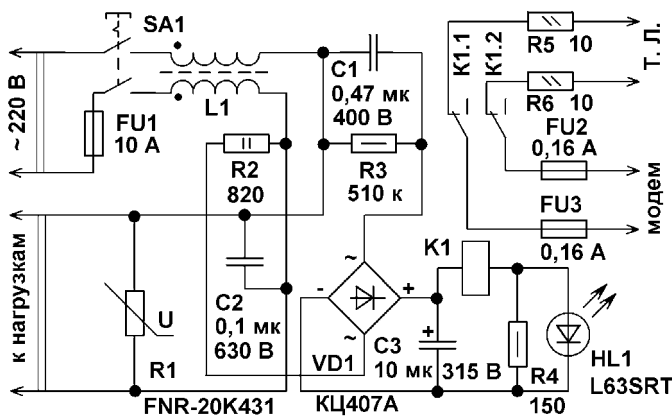 SA1
~ 220 В
FU1
10 А
L1
C1
0,47 мк
400 В
R2
820
R3
510 к
К1.1
К1.2
R5 10
R6 10
Т. Л.
FU2
0,16 А
FU3
0,16 А
модем
к нагрузкам
U
R1
FNR-20K431
C2
0,1 мк
630 В
~
- +
~
VD1
КЦ407А
К1
+
C3
10 мк 315 В
R4
150
HL1
L63SRT